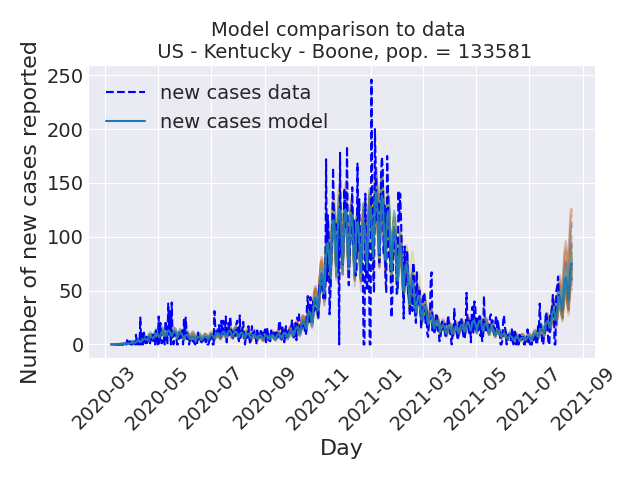 Model comparison to data
US - Kentucky - Boone, pop. = 133581
Number of new cases reported
250
200
150
100
50
0
new cases data
new cases model
2020-03
2020-05
2020-07
2020-09
2020-11
2021-01
2021-03
2021-05
2021-07
2021-09
Day